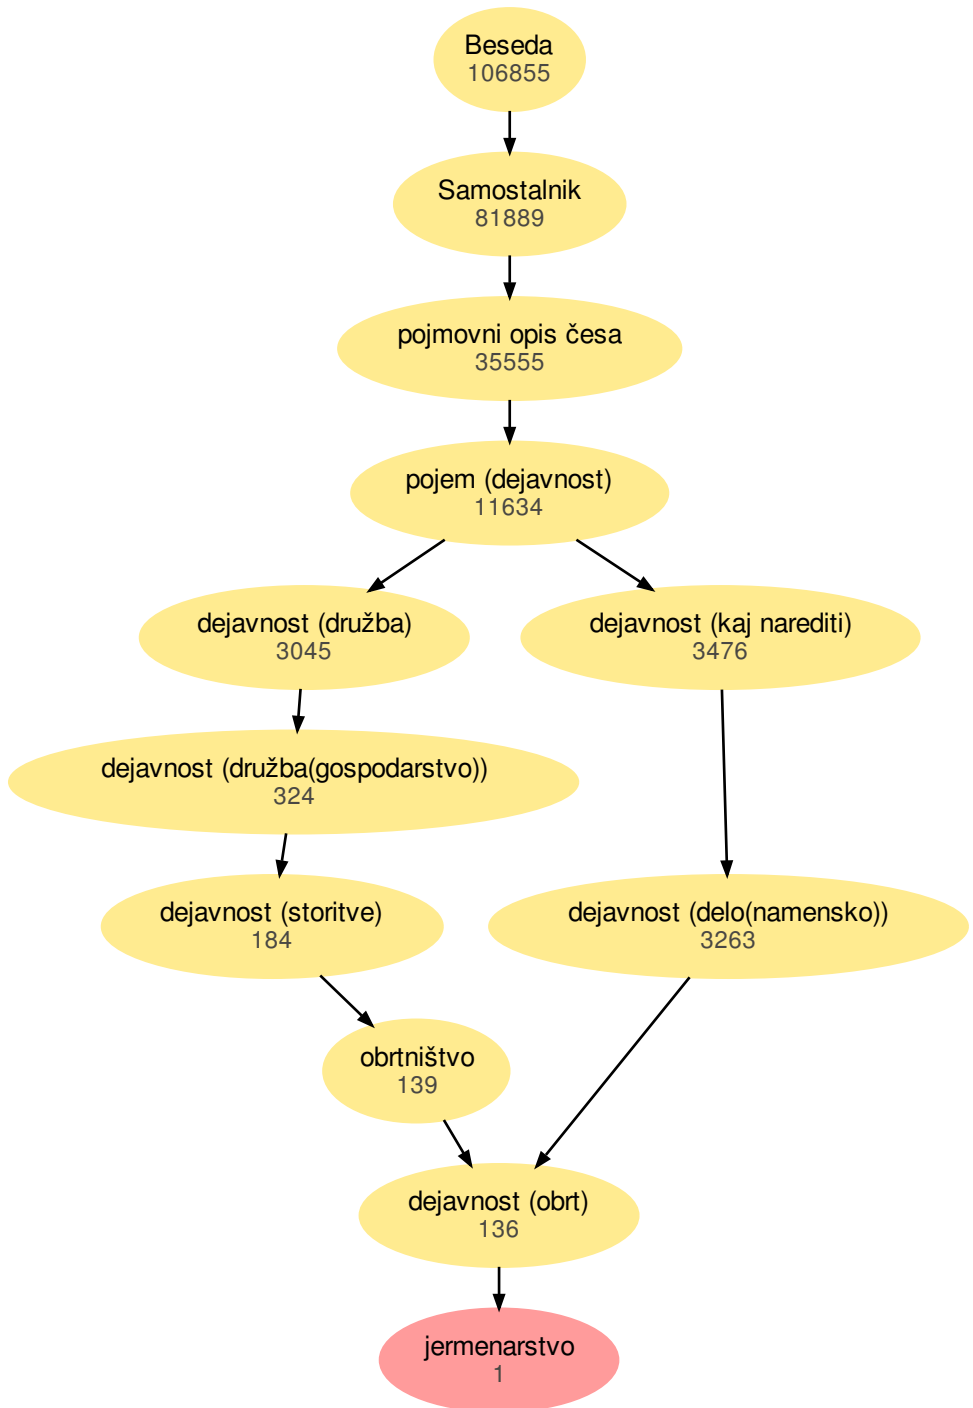 Beseda
106855
Samostalnik
81889
pojmovni opis česa
35555
pojem (dejavnost)
11634
dejavnost (družba)
3045
dejavnost (kaj narediti)
3476
dejavnost (družba(gospodarstvo))
324
dejavnost (storitve)
184
dejavnost (delo(namensko))
3263
obrtništvo
139
dejavnost (obrt)
136
jermenarstvo
1